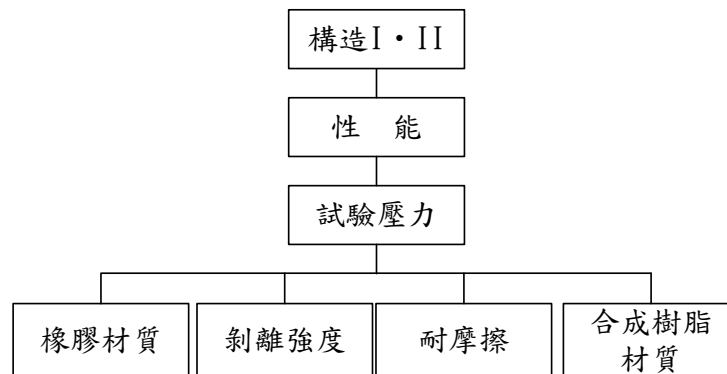 構造I・II
性　能
試驗壓力
橡膠材質
剝離強度
耐摩擦
合成樹脂
材質